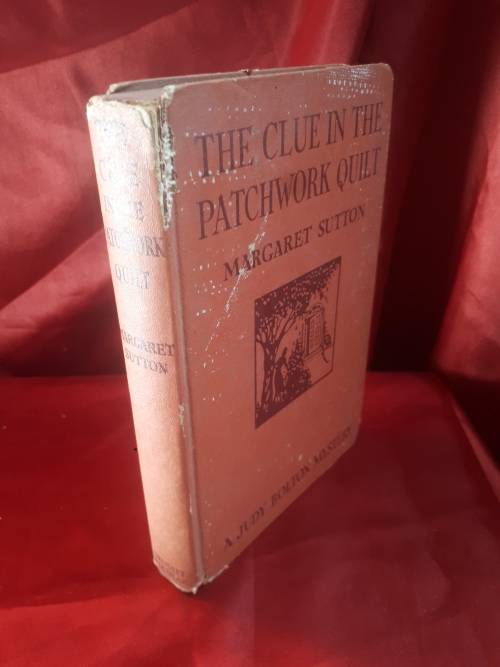 THE
CLUE
IN THE
PATCHWORK
QUILT
MARGARET
SUTTON
THE CLUE IN THE
PATCHWORK QUILT
MARGARET SUTTON
A JUDY BOLTON MYSTERY